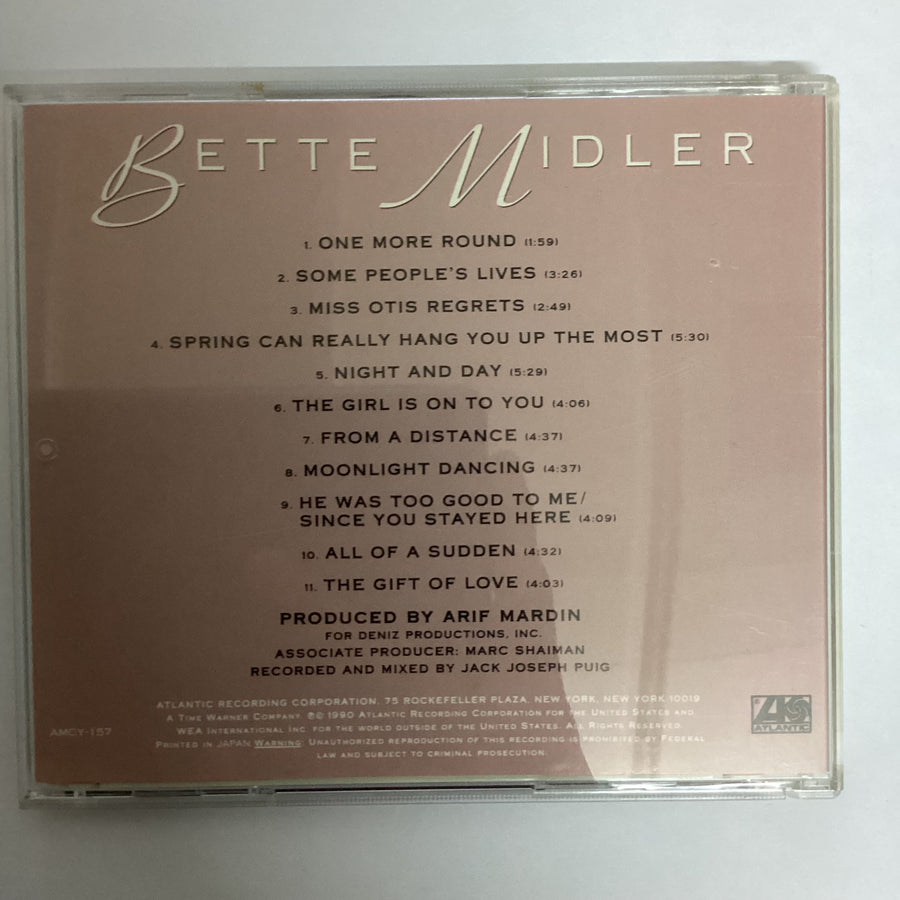 BETTE MIDLER
1. ONE MORE ROUND (1:59)
2. SOME PEOPLE'S LIVES (3:26)
3. MISS OTIS REGRETS (2:49)
4. SPRING CAN REALLY HANG YOU UP THE MOST (5:30)
5. NIGHT AND DAY (5:29)
6. THE GIRL IS ON TO YOU (4:06)
7. FROM A DISTANCE (4:37)
8. MOONLIGHT DANCING (4:37)
9. HE WAS TOO GOOD TO ME/
SINCE YOU STAYED HERE (4:09)
10. ALL OF A SUDDEN (4:32)
11. THE GIFT OF LOVE (4:03)
PRODUCED BY ARIF MARDIN
FOR DENIZ PRODUCTIONS, INC.
ASSOCIATE PRODUCER: MARC SHAIMAN
RECORDED AND MIXED BY JACK JOSEPH PUIG
ATLANTIC RECORDING CORPORATION, 75 ROCKEFELLER PLAZA, NEW YORK, NEW YORK 10019
A TIME WARNER COMPANY. ℗© 1990 ATLANTIC RECORDING CORPORATION FOR THE UNITED STATES AND
WEA INTERNATIONAL INC. FOR THE WORLD OUTSIDE OF THE UNITED STATES. ALL RIGHTS RESERVED.
PRINTED IN JAPAN WARNING: UNAUTHORIZED REPRODUCTION OF THIS RECORDING IS PROHIBITED BY FEDERAL
LAW AND SUBJECT TO CRIMINAL PROSECUTION.
AMCY-157
ATLANTIC